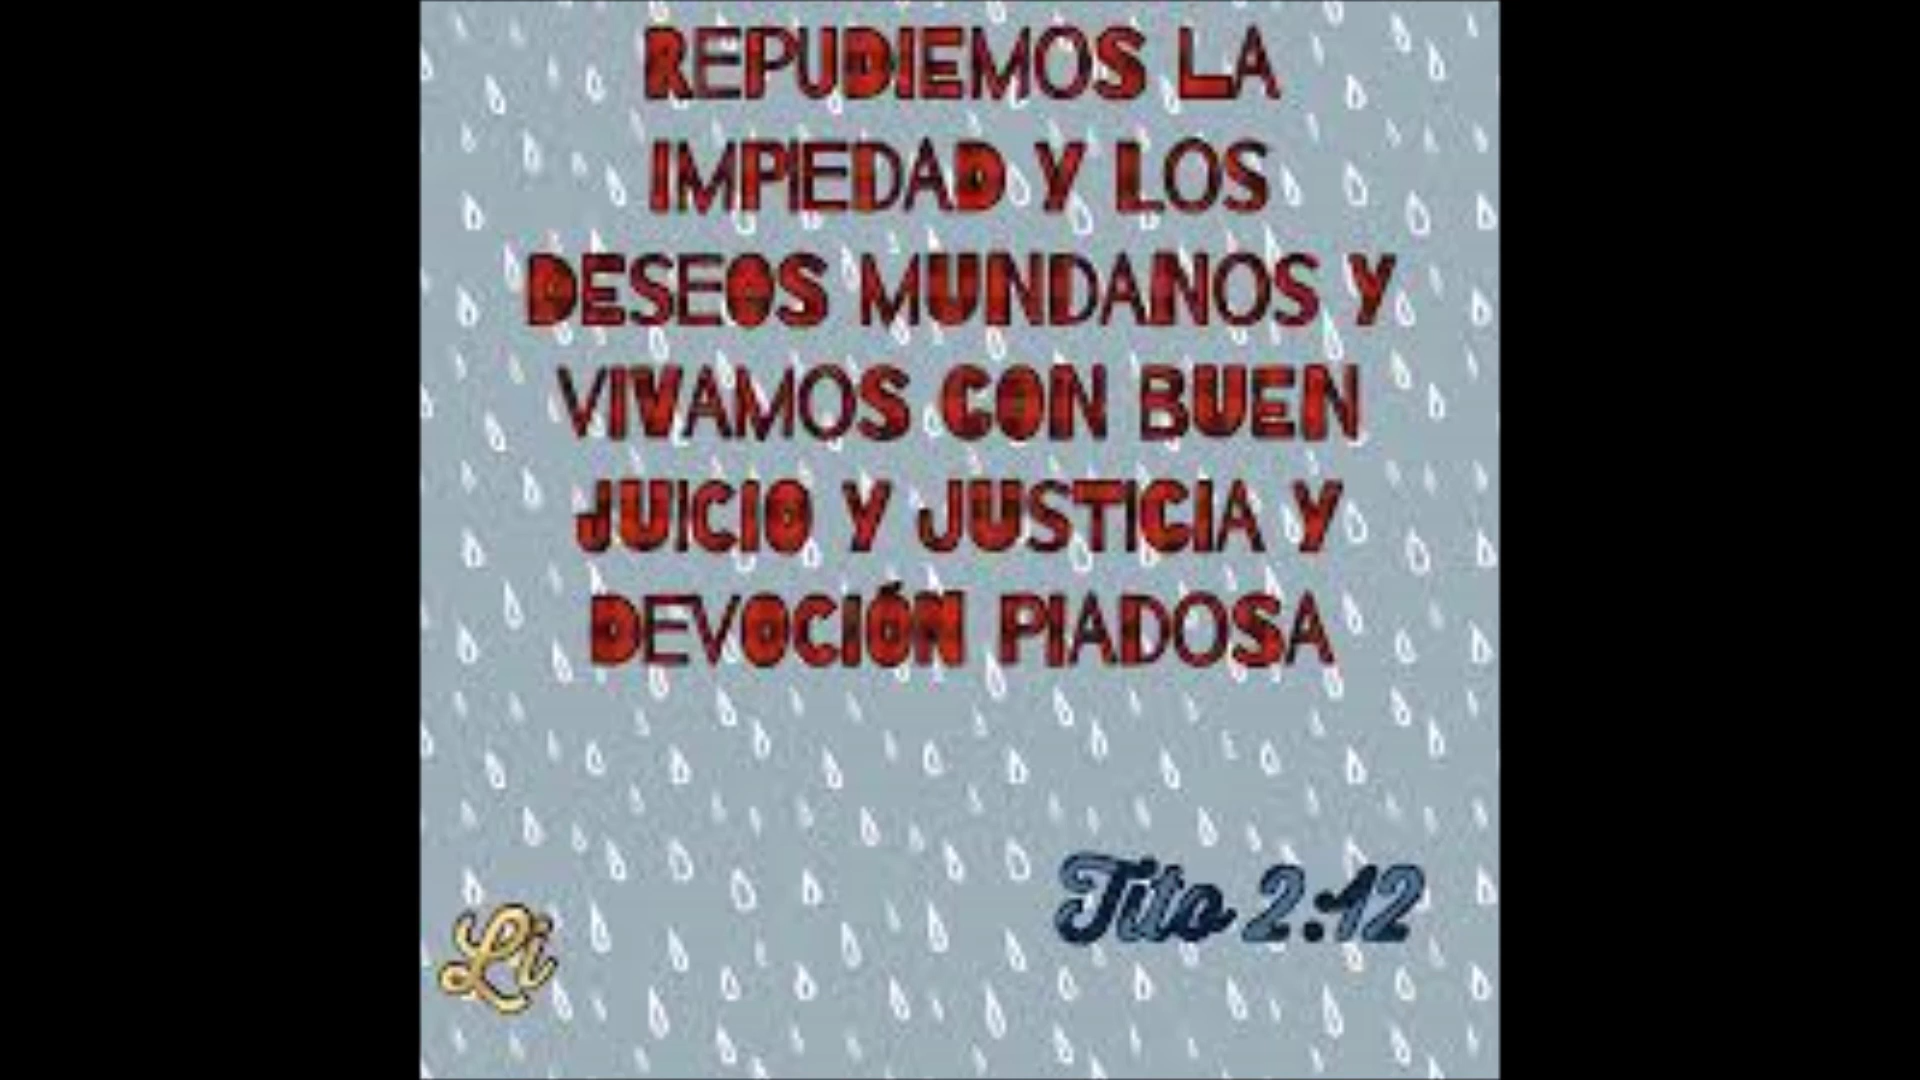 REPUDIEMOS LA
IMPIEDAD Y LOS
DESEOS MUNDANOS Y
VIVAMOS CON BUEN
JUICIO Y JUSTICIA Y
DEVOCIÓN PIADOSA
Tito 2:12
Li